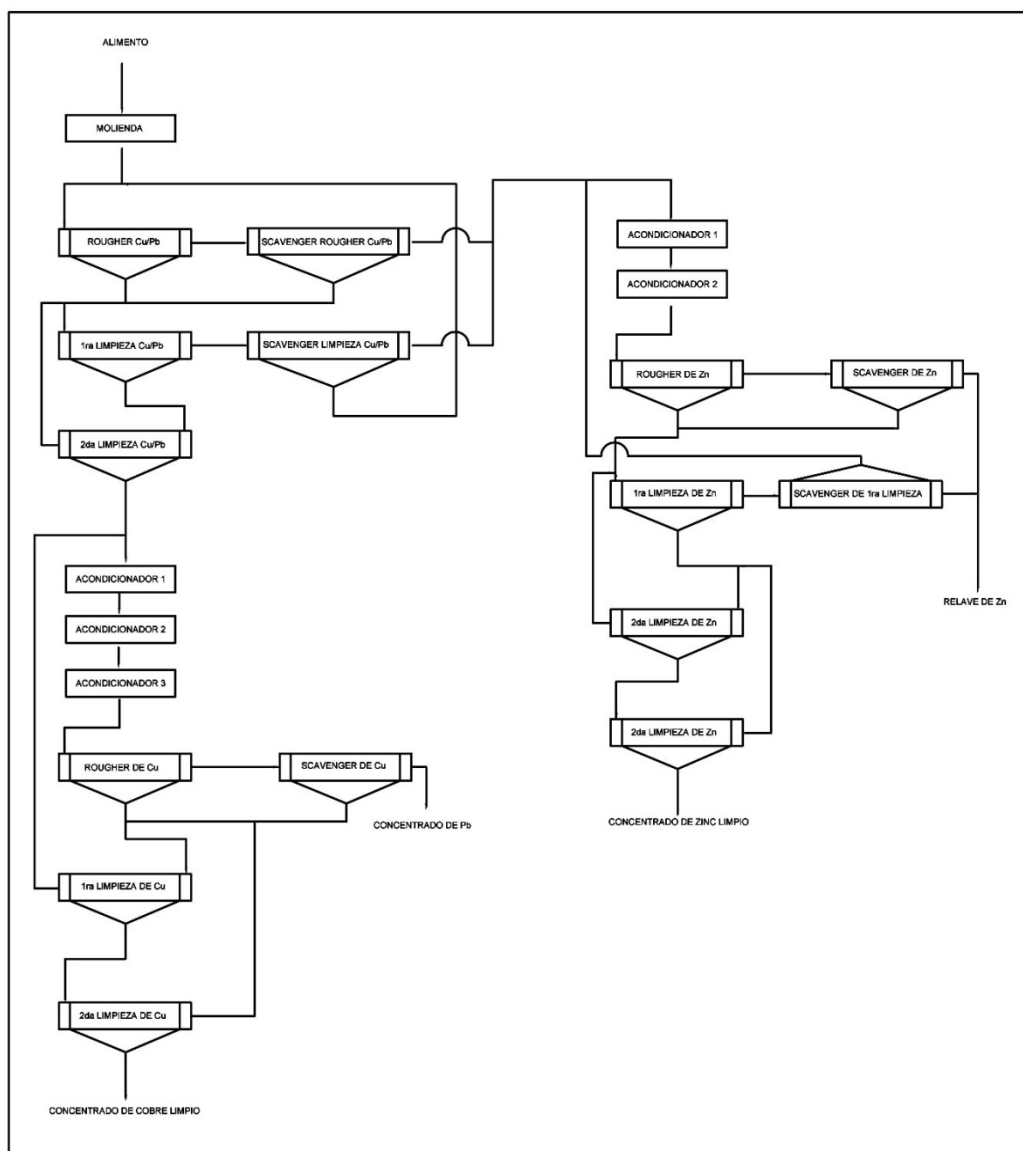 ALIMENTO
MOLIENDA
ROUGHER Cu/Pb
SCAVENGER ROUGHER Cu/Pb
1ra LIMPIEZA Cu/Pb
SCAVENGER LIMPIEZA Cu/Pb
2da LIMPIEZA Cu/Pb
ACONDICIONADOR 1
ACONDICIONADOR 2
ACONDICIONADOR 3
ROUGHER DE Cu
SCAVENGER DE Cu
CONCENTRADO DE Pb
1ra LIMPIEZA DE Cu
2da LIMPIEZA DE Cu
CONCENTRADO DE COBRE LIMPIO
ACONDICIONADOR 1
ACONDICIONADOR 2
ROUGHER DE Zn
SCAVENGER DE Zn
1ra LIMPIEZA DE Zn
SCAVENGER DE 1ra LIMPIEZA
RELAVE DE Zn
2da LIMPIEZA DE Zn
2da LIMPIEZA DE Zn
CONCENTRADO DE ZINC LIMPIO